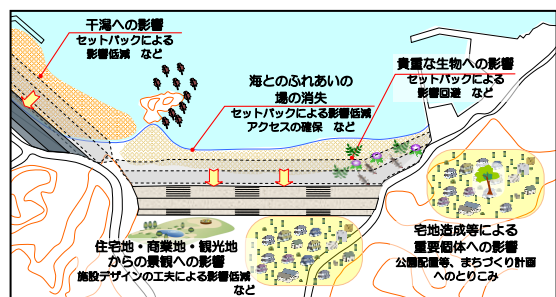 干潟への影響
セットバックによる
影響低減　など
海とのふれあいの
場の消失
セットバックによる影響低減
アクセスの確保　など
貴重な生物への影響
セットバックによる
影響回避　など
住宅地・商業地・観光地
からの景観への影響
施設デザインの工夫による影響低減
など
宅地造成等による
重要個体への影響
公園配置等、まちづくり計画
へのとりこみ